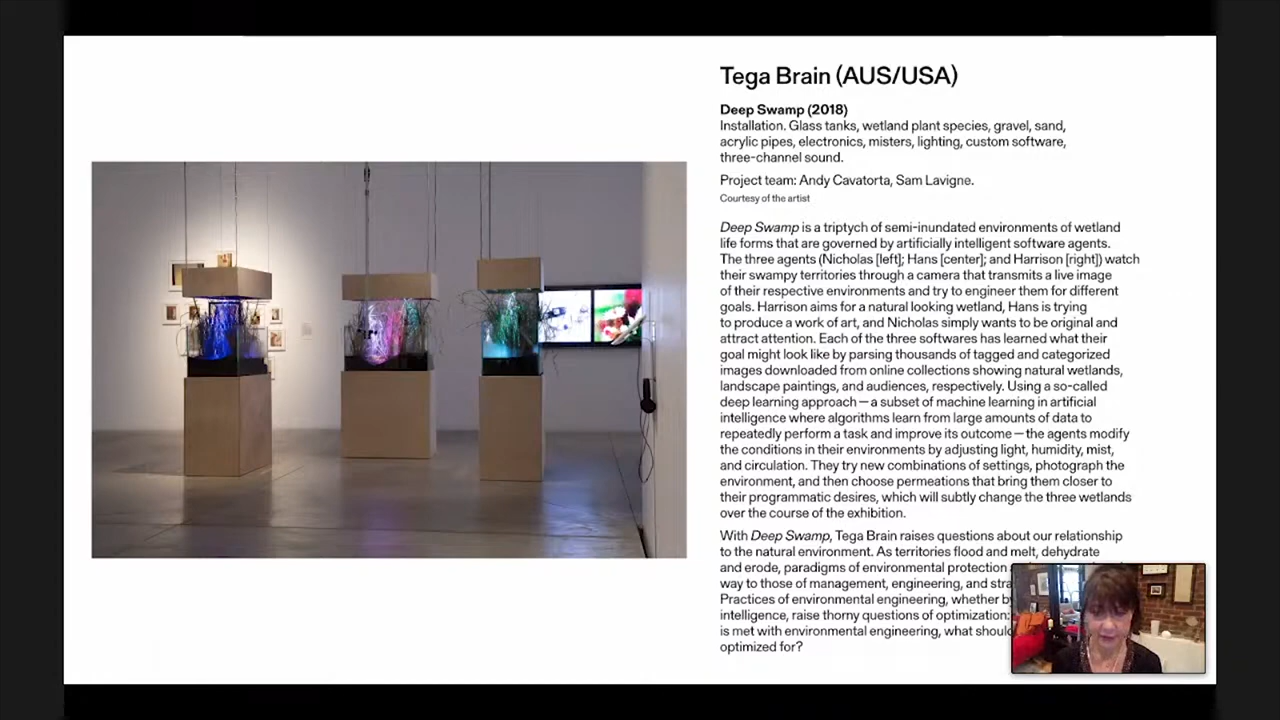 Tega Brain (AUS/USA)
Deep Swamp (2018)
Installation. Glass tanks, wetland plant species, gravel, sand,
acrylic pipes, electronics, misters, lighting, custom software,
three-channel sound.
Project team: Andy Cavatorta, Sam Lavigne.
Courtesy of the artist
Deep Swamp is a triptych of semi-inundated environments of wetland
life forms that are governed by artificially intelligent software agents.
The three agents (Nicholas [left]; Hans [center]; and Harrison [right]) watch
their swampy territories through a camera that transmits a live image
of their respective environments and try to engineer them for different
goals. Harrison aims for a natural looking wetland, Hans is trying
to produce a work of art, and Nicholas simply wants to be original and
attract attention. Each of the three softwares has learned what their
goal might look like by parsing thousands of tagged and categorized
images downloaded from online collections showing natural wetlands,
landscape paintings, and audiences, respectively. Using a so-called
deep learning approach — a subset of machine learning in artificial
intelligence where algorithms learn from large amounts of data to
repeatedly perform a task and improve its outcome — the agents modify
the conditions in their environments by adjusting light, humidity, mist,
and circulation. They try new combinations of settings, photograph the
environment, and then choose permeations that bring them closer to
their programmatic desires, which will subtly change the three wetlands
over the course of the exhibition.
With Deep Swamp, Tega Brain raises questions about our relationship
to the natural environment. As territories flood and melt, dehydrate
and erode, paradigms of environmental protection
way to those of management, engineering, and
Practices of environmental engineering, whether
intelligence, raise thorny questions of optimization:
is met with environmental engineering, what
optimized for?